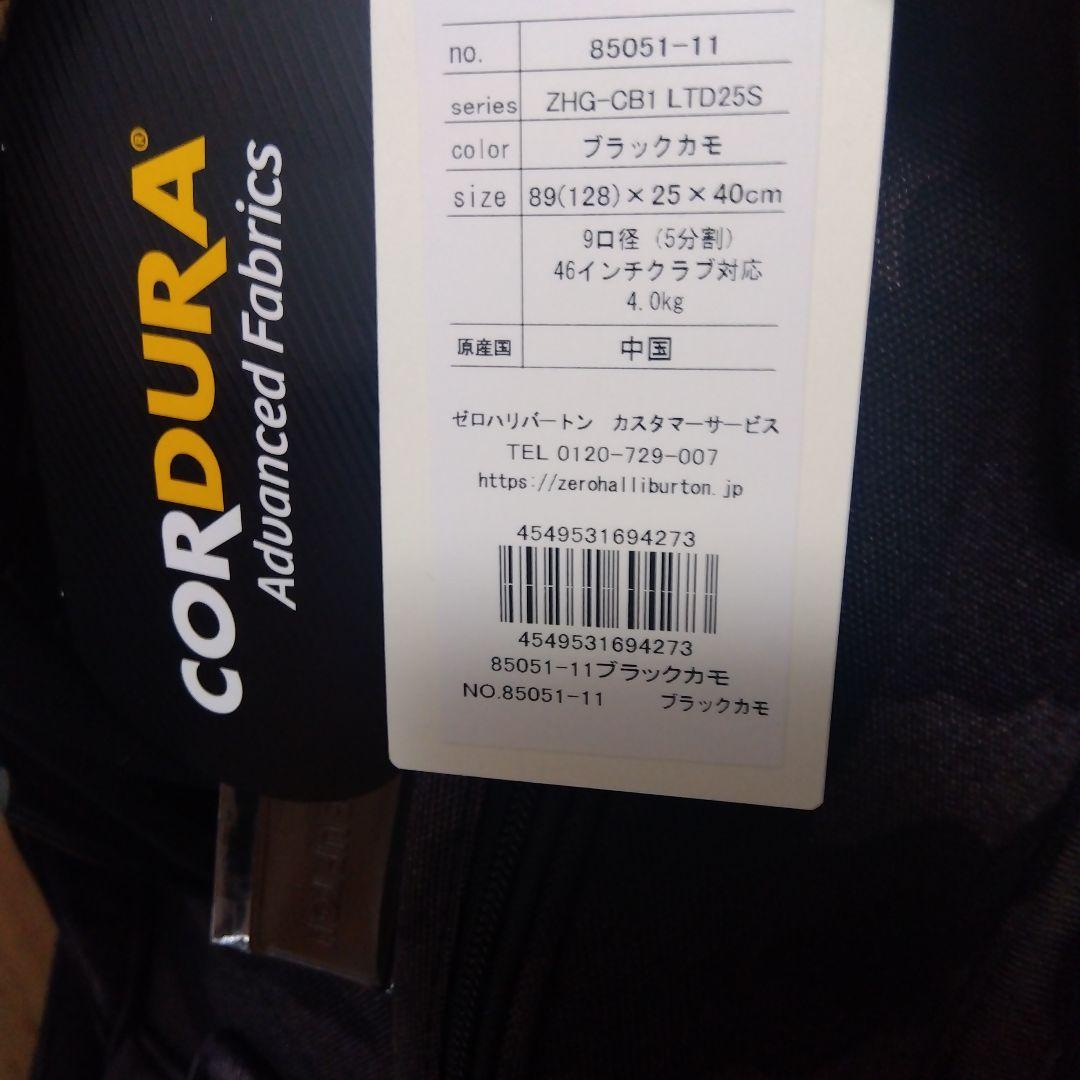 CORDURA®
Advanced Fabrics
no. 85051-11
series ZHG-CB1 LTD25S
color ブラックカモ
size 89(128)×25×40cm
9口径（5分割）
46インチクラブ対応
4.0kg
原産国 中国
ゼロハリバートン カスタマーサービス
TEL 0120-729-007
https://zerohalliburton.jp
4549531694273
4549531694273
85051-11ブラックカモ
NO.85051-11 ブラックカモ